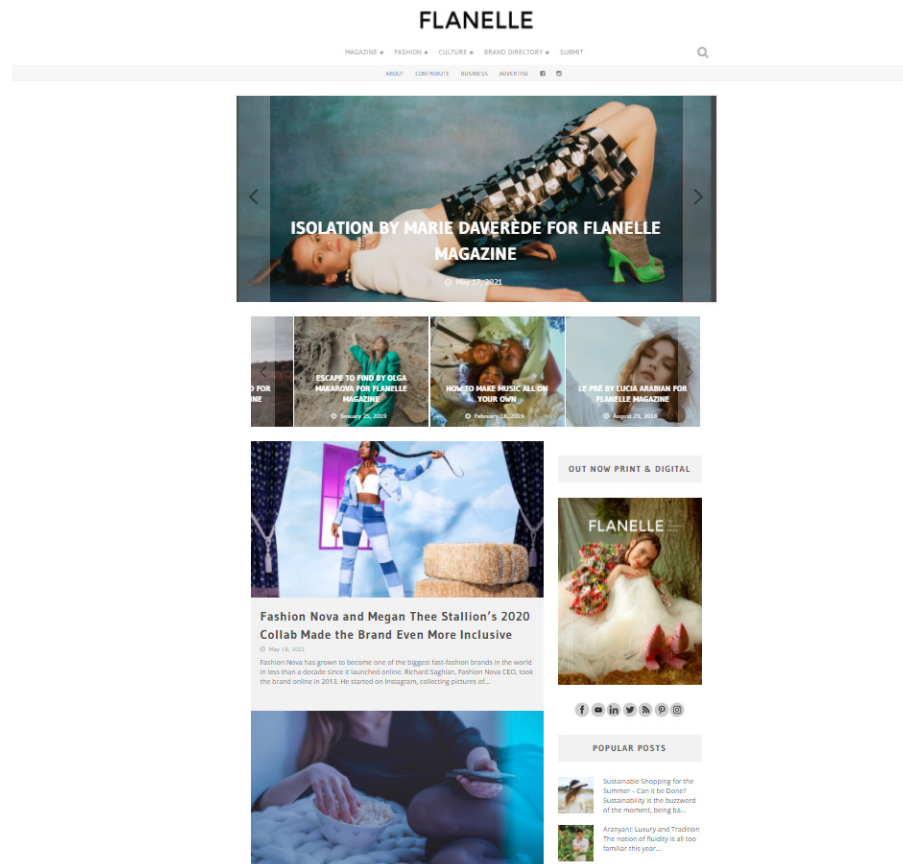 FLANELLE
MAGAZINE FASHION CULTURE BRAND DIRECTORY SUBMIT
ABOUT CONTRIBUTE BUSINESS ADVERTISE
ISOLATION BY MARIE DAVERÈDE FOR FLANELLE
MAGAZINE
May 17, 2021
FOR
INE
ESCAPE TO FIND BY OLGA
MAKAROVA FOR FLANELLE
MAGAZINE
January 25, 2019
HOW TO MAKE MUSIC ALL ON
YOUR OWN
February 18, 2019
LE PRÉ BY LUCIA ARABIAN FOR
FLANELLE MAGAZINE
August 29, 2018
Fashion Nova and Megan Thee Stallion's 2020
Collab Made the Brand Even More Inclusive
May 18, 2021
Fashion Nova has grown to become one of the biggest fast-fashion brands in the world
in less than a decade since it launched online. Richard Saghian, Fashion Nova CEO, took
the brand online in 2013. He started on Instagram, collecting pictures of...
OUT NOW PRINT & DIGITAL
FLANELLE
POPULAR POSTS
Sustainable Shopping for the
Summer – Can it be Done?
Sustainability is the buzzword
of the moment, being ba...
Aranyani: Luxury and Tradition
The notion of fluidity is all too
familiar this year...